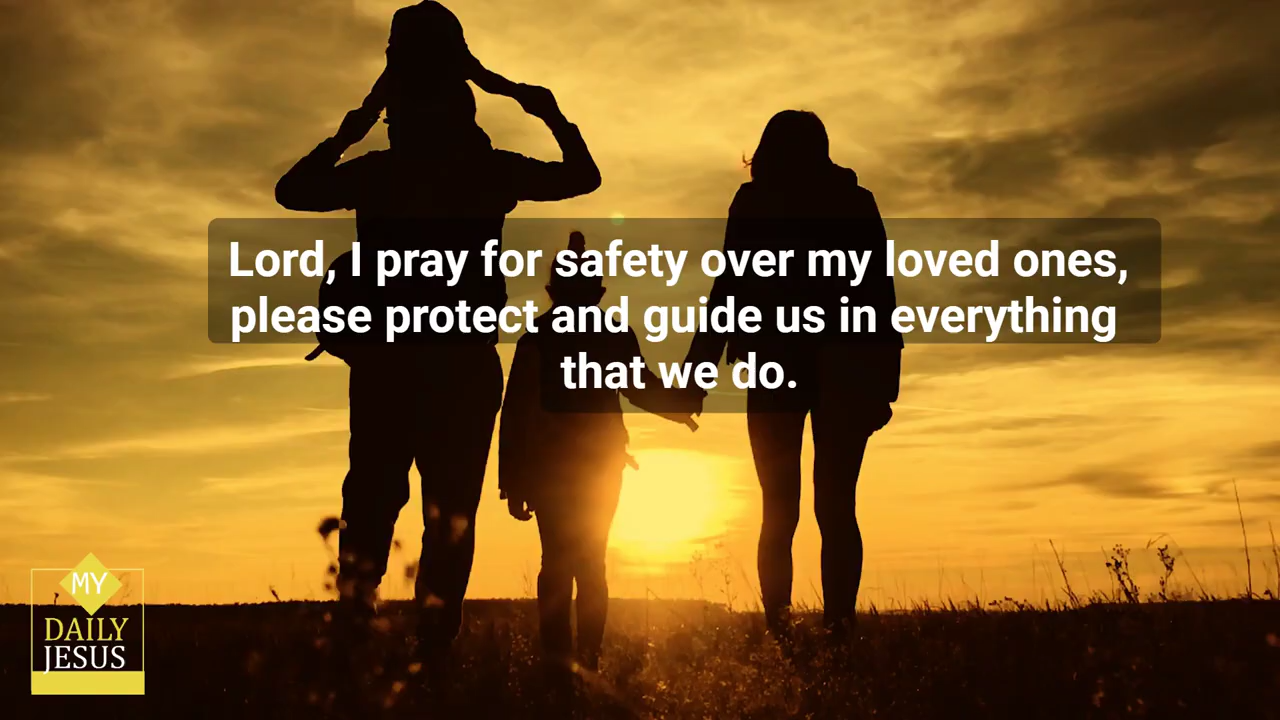 Lord, I pray for safety over my loved ones,
please protect and guide us in everything
that we do.
MY
DAILY
JESUS